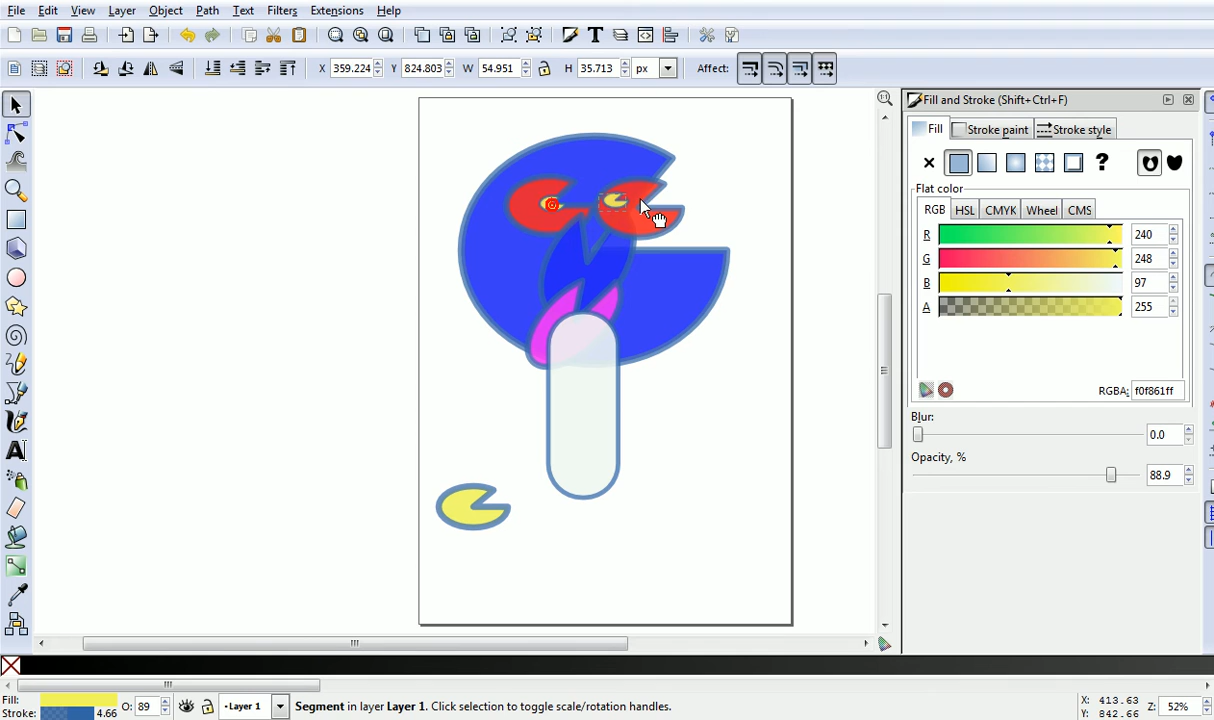 File Edit View Layer Object Path Text Filters Extensions Help
X 359.224 Y 824.803 W 54.951 H 35.713 px Affect:
Fill and Stroke (Shift+Ctrl+F)
Fill Stroke paint Stroke style
?
Flat color
RGB HSL CMYK Wheel CMS
R 240
G 248
B 97
A 255
RGBA: f0f861ff
Blur:
0.0
Opacity, %
88.9
Fill:
Stroke: 4.66
O: 89
Layer 1
Segment in layer Layer 1. Click selection to toggle scale/rotation handles.
X: 413.63
Y: 842.66
Z: 52%